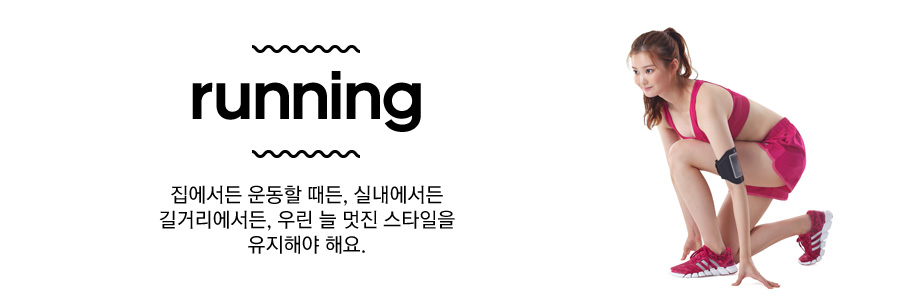 running
집에서든 운동할 때든, 실내에서든
길거리에서든, 우린 늘 멋진 스타일을
유지해야 해요.